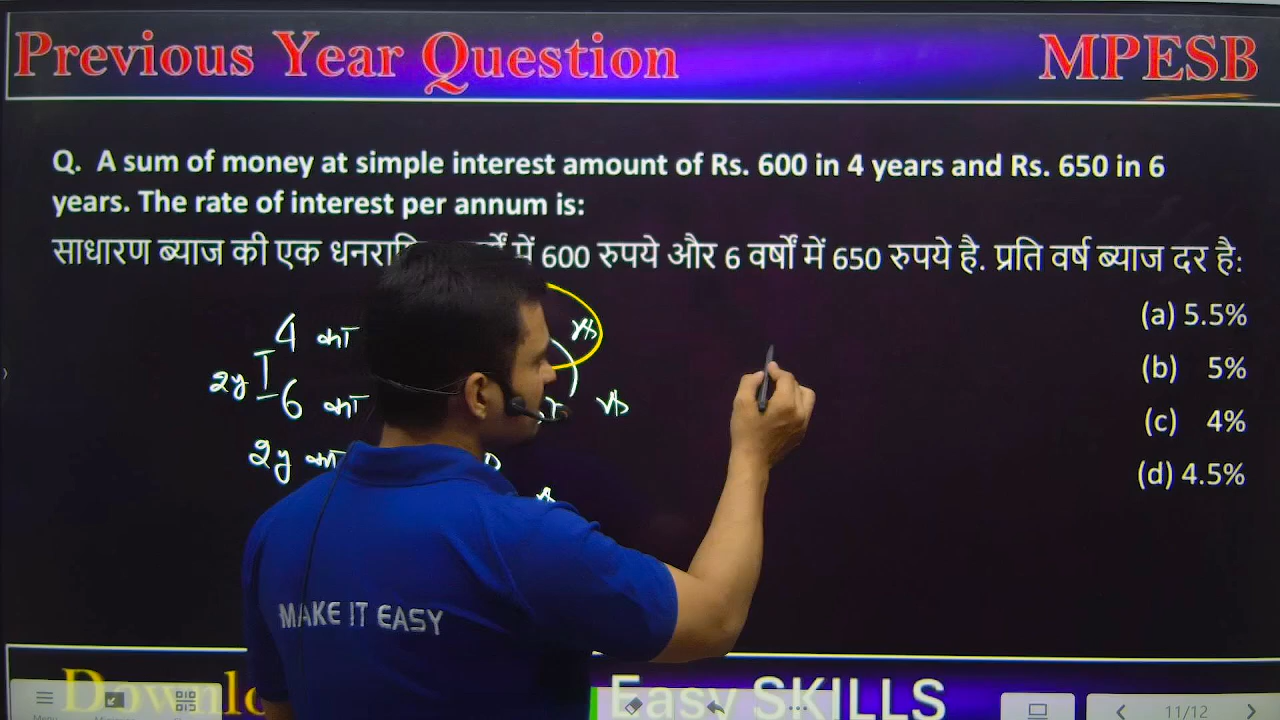 Previous Year Question MPESB
Q. A sum of money at simple interest amount of Rs. 600 in 4 years and Rs. 650 in 6
years. The rate of interest per annum is:
साधारण ब्याज की एक में 600 रुपये और 6 वर्षों में 650 रुपये है. प्रति वर्ष ब्याज दर है:
(a) 5.5%
(b) 5%
(c) 4%
(d) 4.5%
4 का
2y
6 का
2y का
MAKE IT EASY
Easy SKILLS
11/12